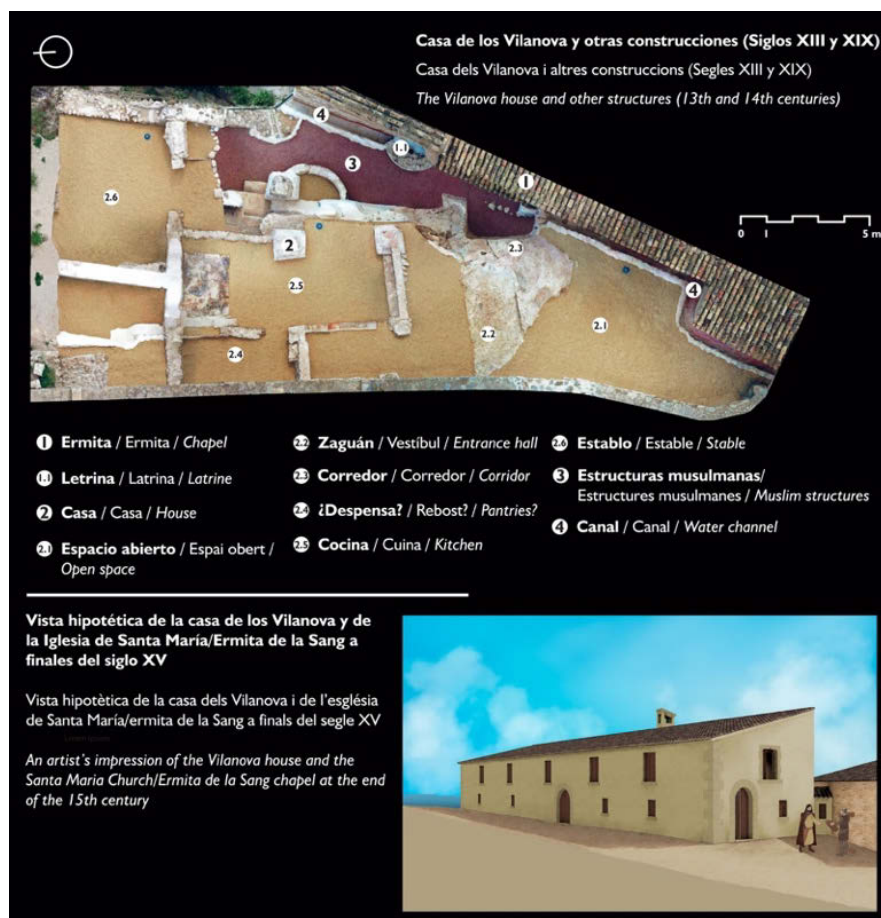 Casa de los Vilanova y otras construcciones (Siglos XIII y XIX)
Casa dels Vilanova i altres construccions (Segles XIII y XIX)
The Vilanova house and other structures (13th and 14th centuries)
4
1.1
3
1
2.6
2
2.3
0 1 5 m
2.5
4
2.2
2.1
2.4
1 Ermita / Ermita / Chapel
1.1 Letrina / Latrina / Latrine
2 Casa / Casa / House
2.1 Espacio abierto / Espai obert /
Open space
2.2 Zaguán / Vestíbul / Entrance hall
2.3 Corredor / Corredor / Corridor
2.4 ¿Despensa? / Rebost? / Pantries?
2.5 Cocina / Cuina / Kitchen
2.6 Establo / Estable / Stable
3 Estructuras musulmanas/
Estructures musulmanes / Muslim structures
4 Canal / Canal / Water channel
Vista hipotética de la casa de los Vilanova y de
la Iglesia de Santa María/Ermita de la Sang a
finales del siglo XV
Vista hipotètica de la casa dels Vilanova i de l'església
de Santa María/ermita de la Sang a finals del segle XV
An artist's impression of the Vilanova house and the
Santa Maria Church/Ermita de la Sang chapel at the end
of the 15th century